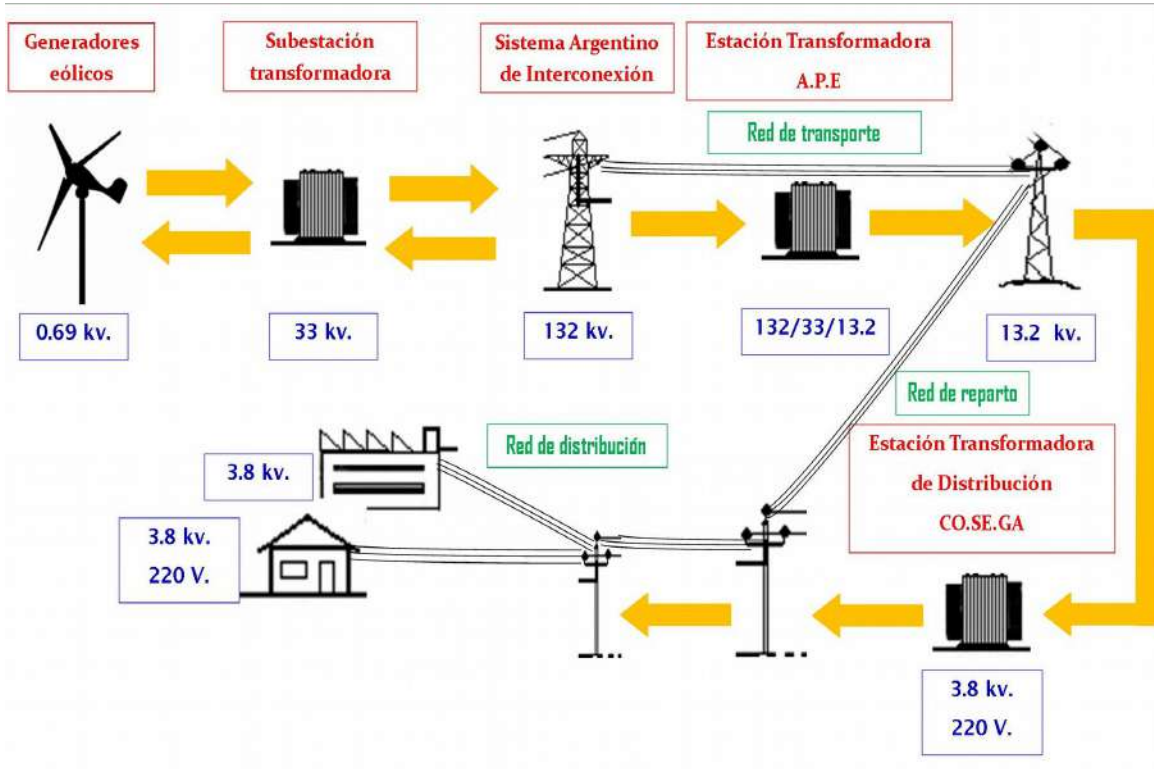 Generadores
eólicos
Subestación
transformadora
Sistema Argentino
de Interconexión
Estación Transformadora
A.P.E
Red de transporte
0.69 kv.
33 kv.
132 kv.
132/33/13.2
13.2 kv.
Red de reparto
Red de distribución
Estación Transformadora
de Distribución
CO.SE.GA
3.8 kv.
3.8 kv.
220 V.
3.8 kv.
220 V.